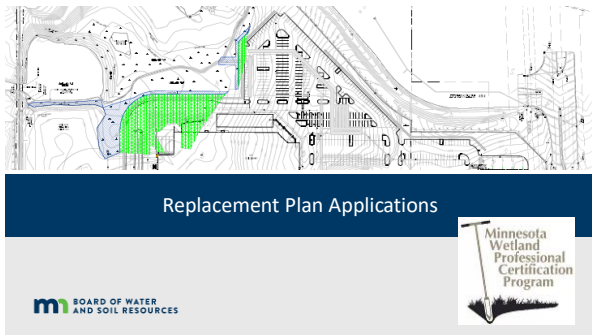 Replacement Plan Applications
Minnesota
Wetland
Professional
Certification
Program
BOARD OF WATER
AND SOIL RESOURCES